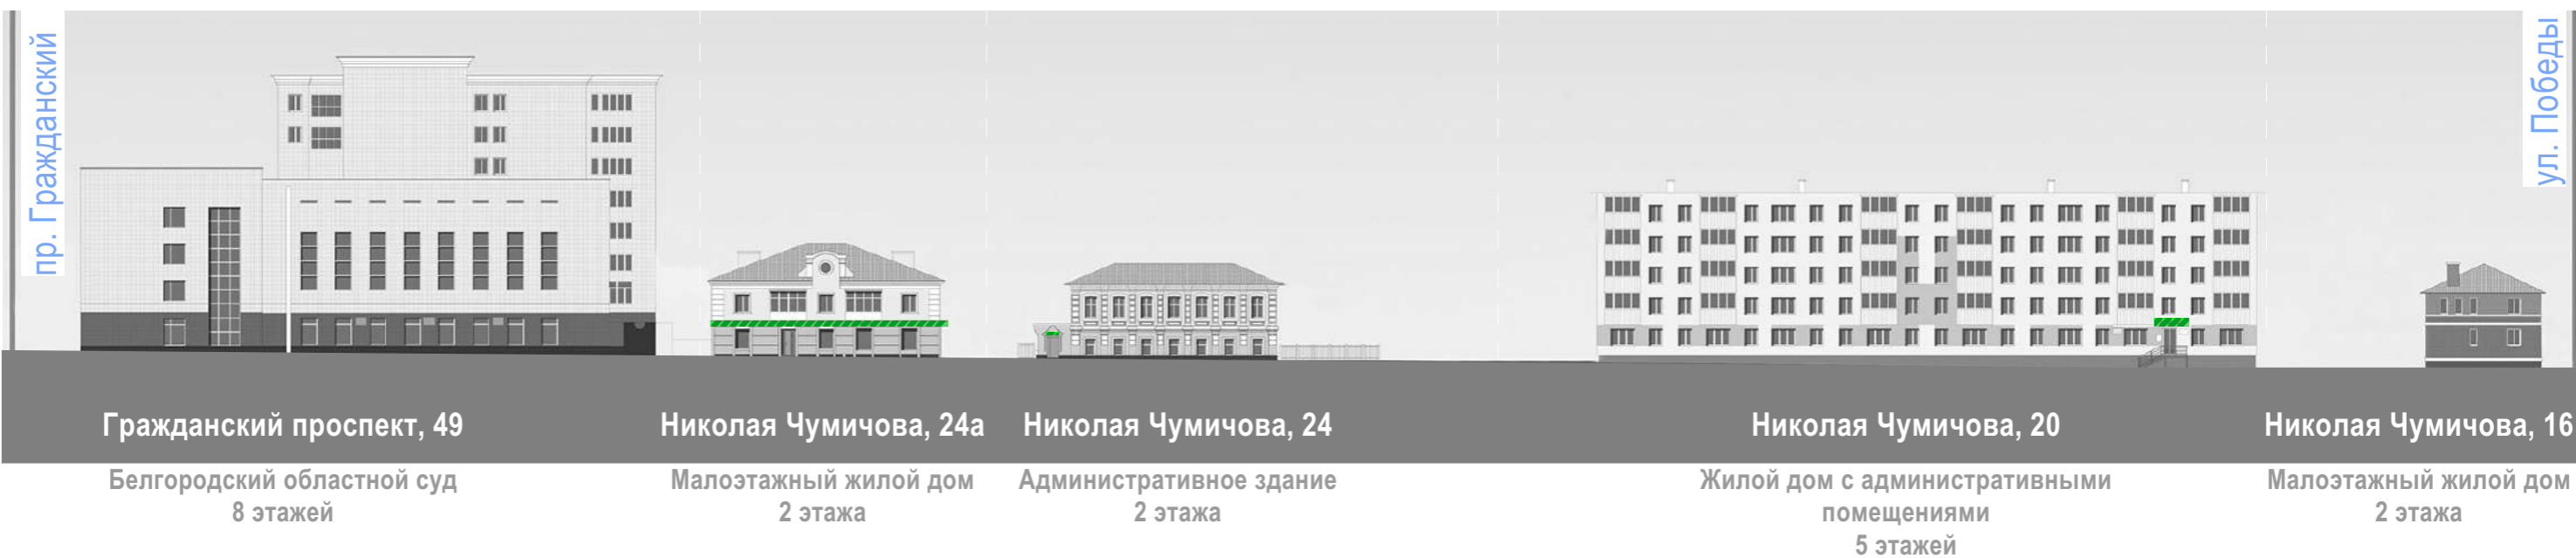 пр. Гражданский
ул. Победы
Гражданский проспект, 49
Николая Чумичова, 24а
Николая Чумичова, 24
Николая Чумичова, 20
Николая Чумичова, 16
Белгородский областной суд
8 этажей
Малоэтажный жилой дом
2 этажа
Административное здание
2 этажа
Жилой дом с административными
помещениями
5 этажей
Малоэтажный жилой дом
2 этажа